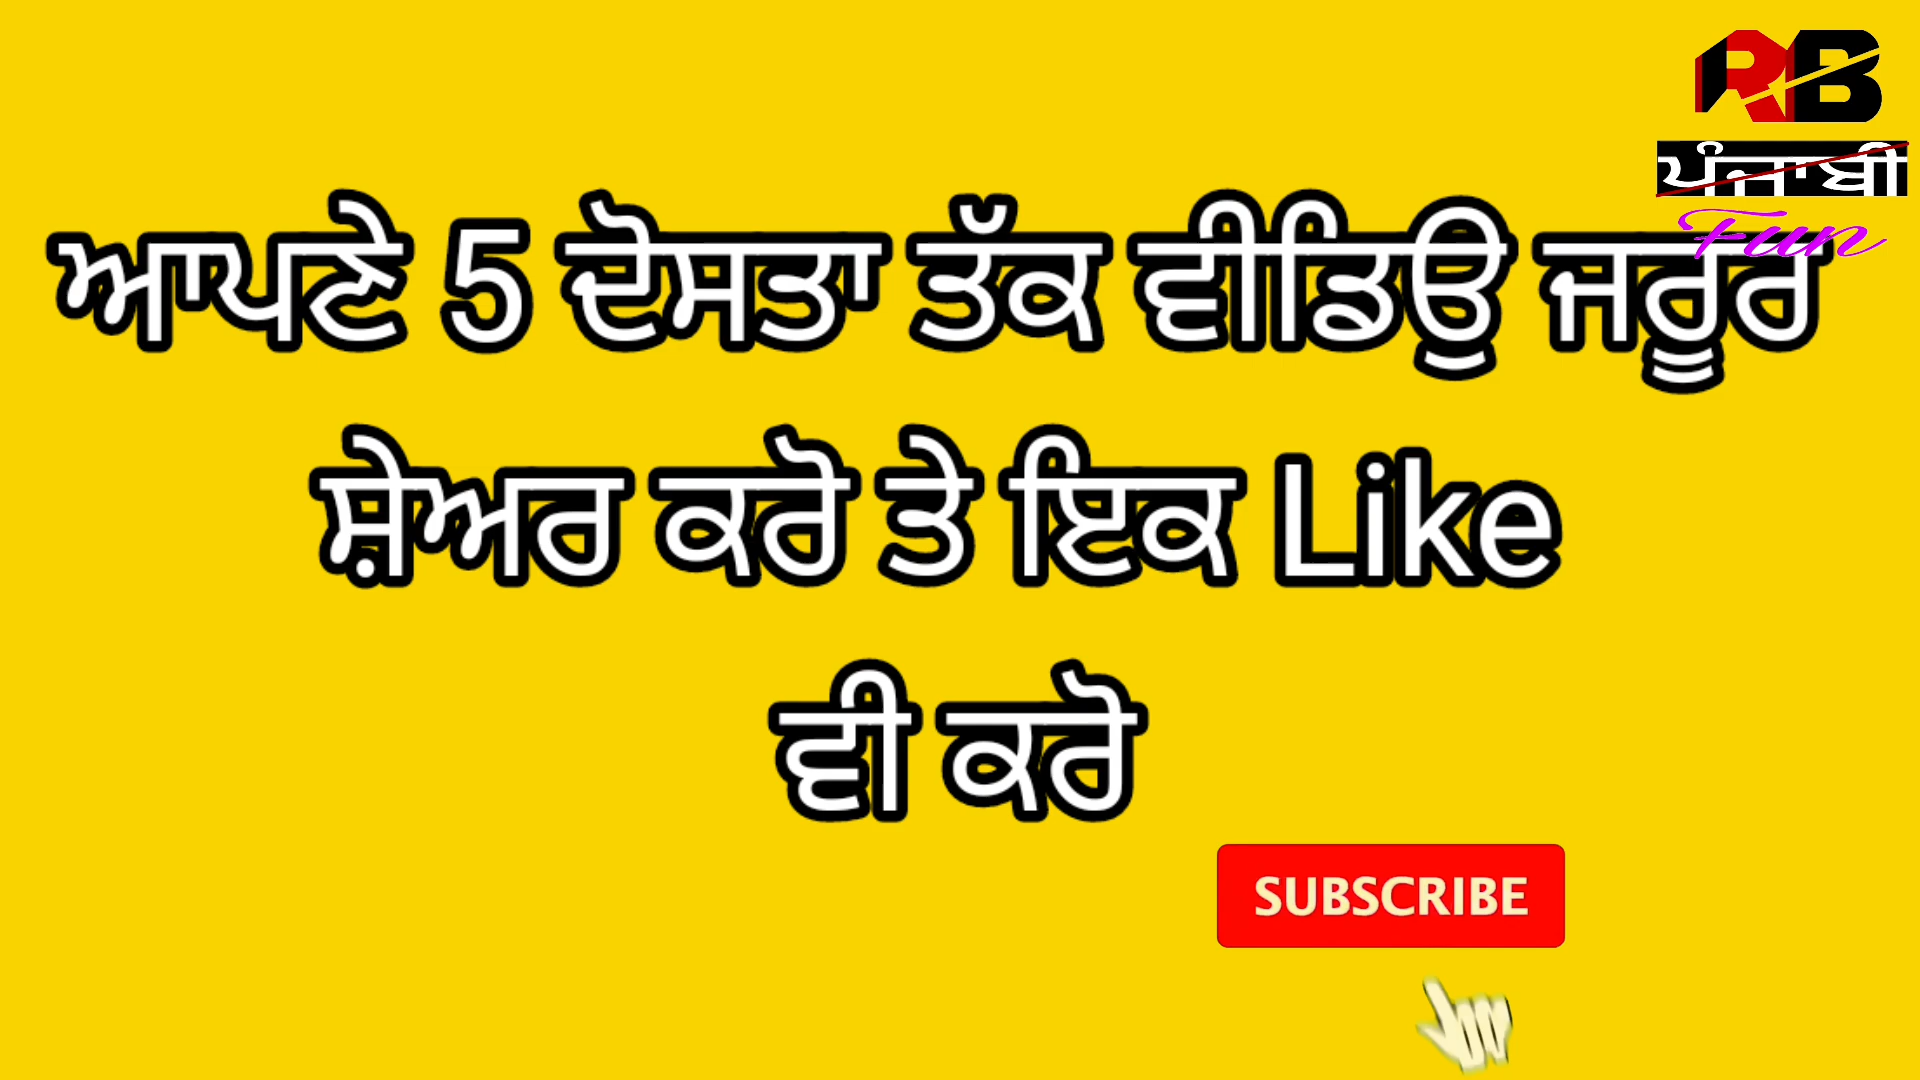 RB
ਪੰਜਾਬੀ
Fun
ਆਪਣੇ 5 ਦੋਸਤਾ ਤੱਕ ਵੀਡਿਉ ਜਰੂਰ
ਸ਼ੇਅਰ ਕਰੋ ਤੇ ਇਕ Like
ਵੀ ਕਰੋ
SUBSCRIBE